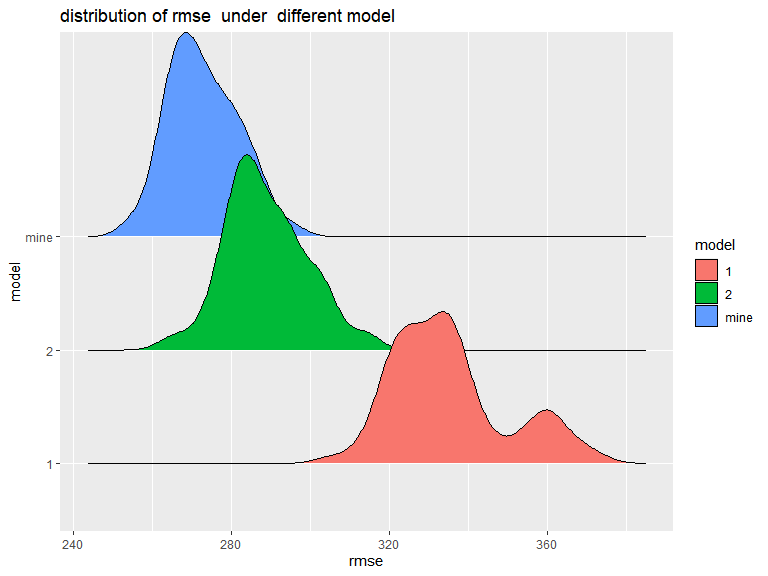 distribution of rmse  under  different model
model
mine
2
1
240
280
320
360
rmse
model
1
2
mine